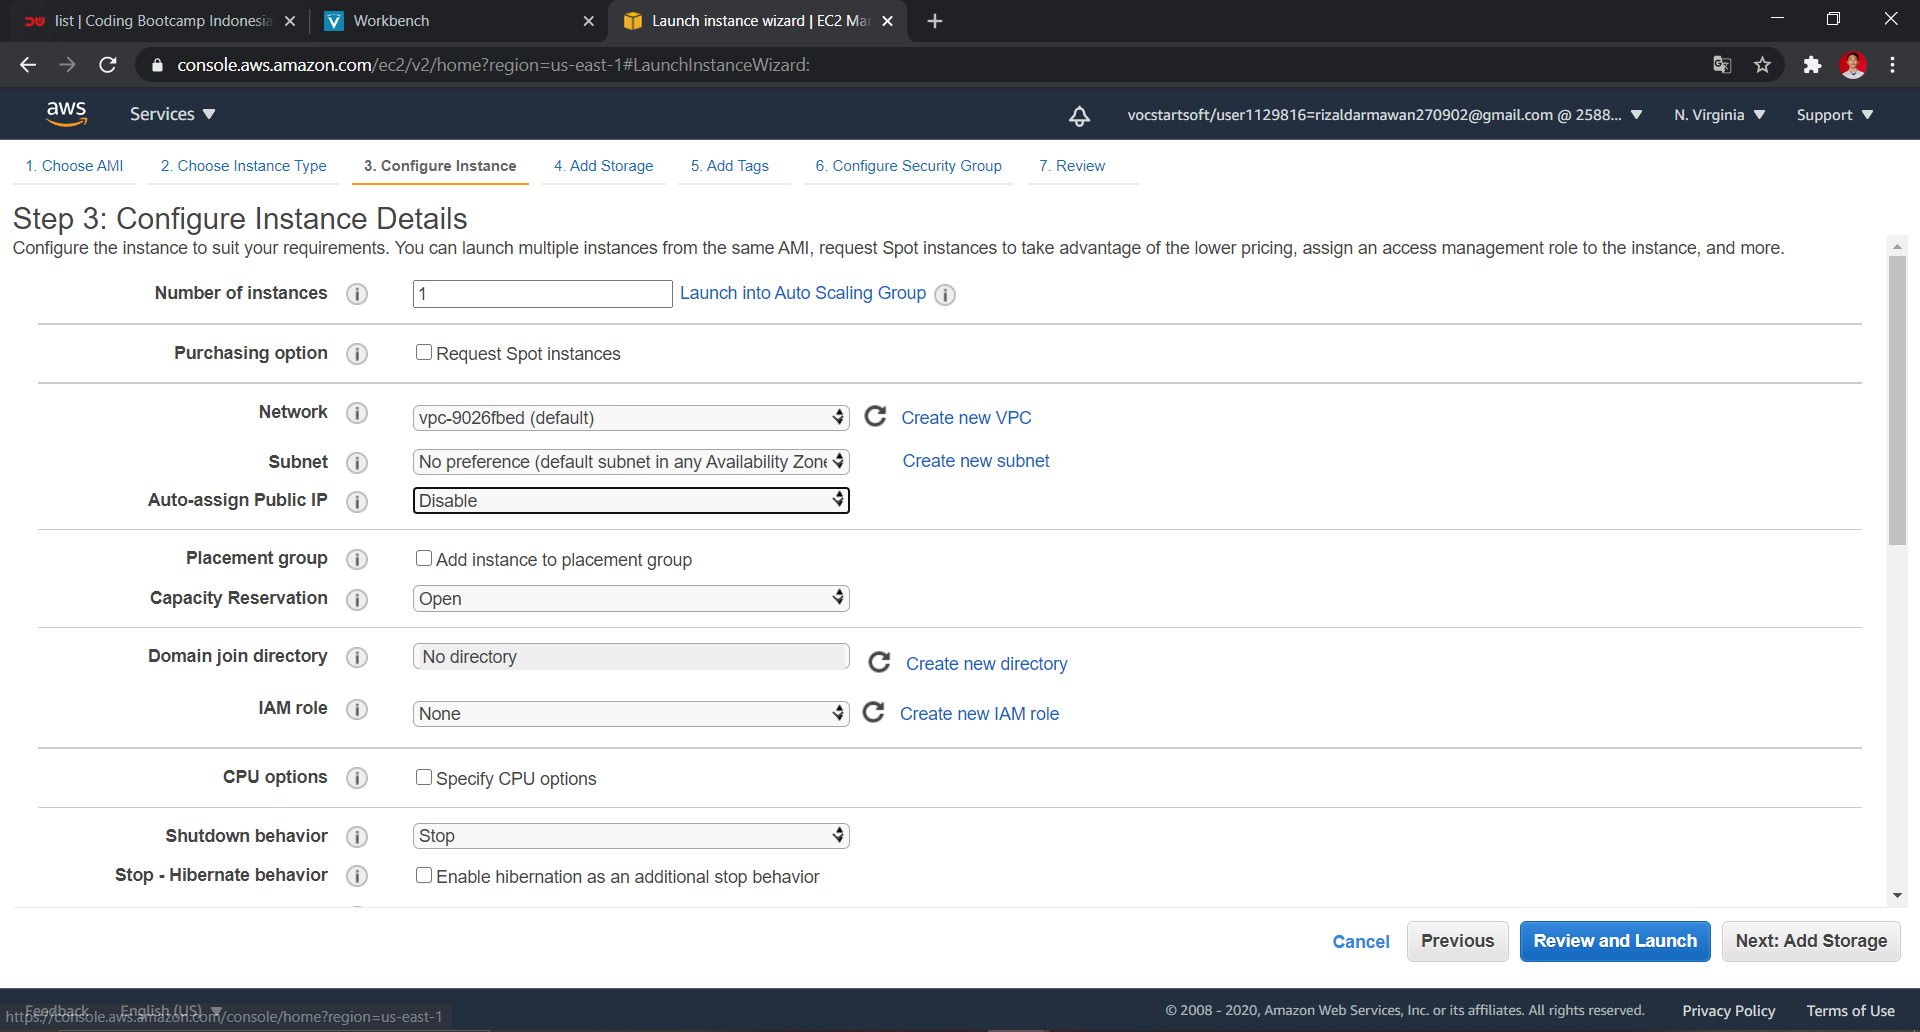 list | Coding Bootcamp Indonesia
Workbench
Launch instance wizard | EC2 Ma
console.aws.amazon.com/ec2/v2/home?region=us-east-1#LaunchInstanceWizard:
aws
Services
vocstartsoft/user1129816=rizaldarmawan270902@gmail.com @ 2588...
N. Virginia
Support
1. Choose AMI
2. Choose Instance Type
3. Configure Instance
4. Add Storage
5. Add Tags
6. Configure Security Group
7. Review
Step 3: Configure Instance Details
Configure the instance to suit your requirements. You can launch multiple instances from the same AMI, request Spot instances to take advantage of the lower pricing, assign an access management role to the instance, and more.
Number of instances
1
Launch into Auto Scaling Group
Purchasing option
Request Spot instances
Network
vpc-9026fbed (default)
Create new VPC
Subnet
No preference (default subnet in any Availability Zone
Create new subnet
Auto-assign Public IP
Disable
Placement group
Add instance to placement group
Capacity Reservation
Open
Domain join directory
No directory
Create new directory
IAM role
None
Create new IAM role
CPU options
Specify CPU options
Shutdown behavior
Stop
Stop - Hibernate behavior
Enable hibernation as an additional stop behavior
Cancel
Previous
Review and Launch
Next: Add Storage
Feedback
English (US)
https://console.aws.amazon.com/console/home?region=us-east-1
© 2008 - 2020, Amazon Web Services, Inc. or its affiliates. All rights reserved.
Privacy Policy
Terms of Use